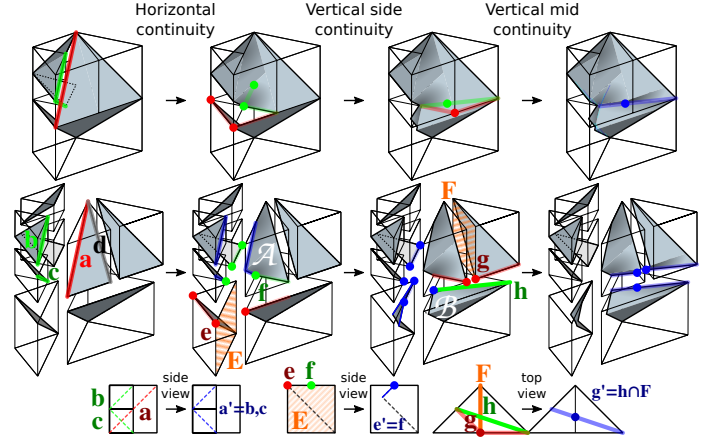 Horizontal continuity
Vertical side continuity
Vertical mid continuity
b
c
a
d
A
f
e
E
F
g
B
h
b
c
a
side view
a'=b,c
e
f
E
side view
e'=f
F
h
g
top view
g'=h∩F